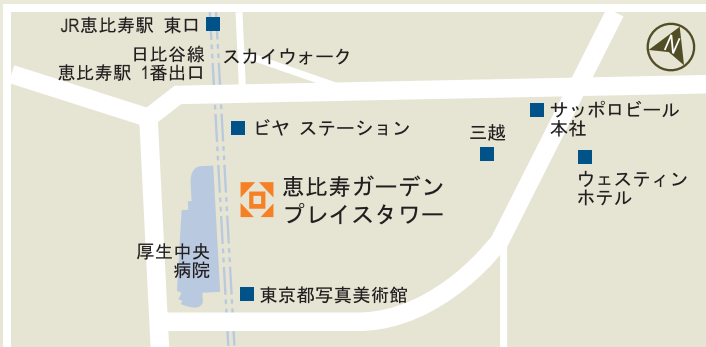 JR恵比寿駅 東口
日比谷線
恵比寿駅 1番出口
スカイウォーク
N
ビヤ ステーション
三越
サッポロビール
本社
ウェスティン
ホテル
恵比寿ガーデン
プレイスタワー
厚生中央
病院
東京都写真美術館